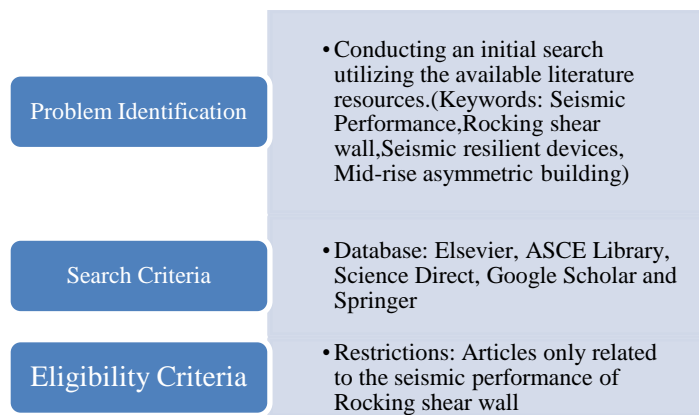 Problem Identification
•Conducting an initial search
utilizing the available literature
resources.(Keywords: Seismic
Performance,Rocking shear
wall,Seismic resilient devices,
Mid-rise asymmetric building)
Search Criteria
•Database: Elsevier, ASCE Library,
Science Direct, Google Scholar and
Springer
Eligibility Criteria
•Restrictions: Articles only related
to the seismic performance of
Rocking shear wall